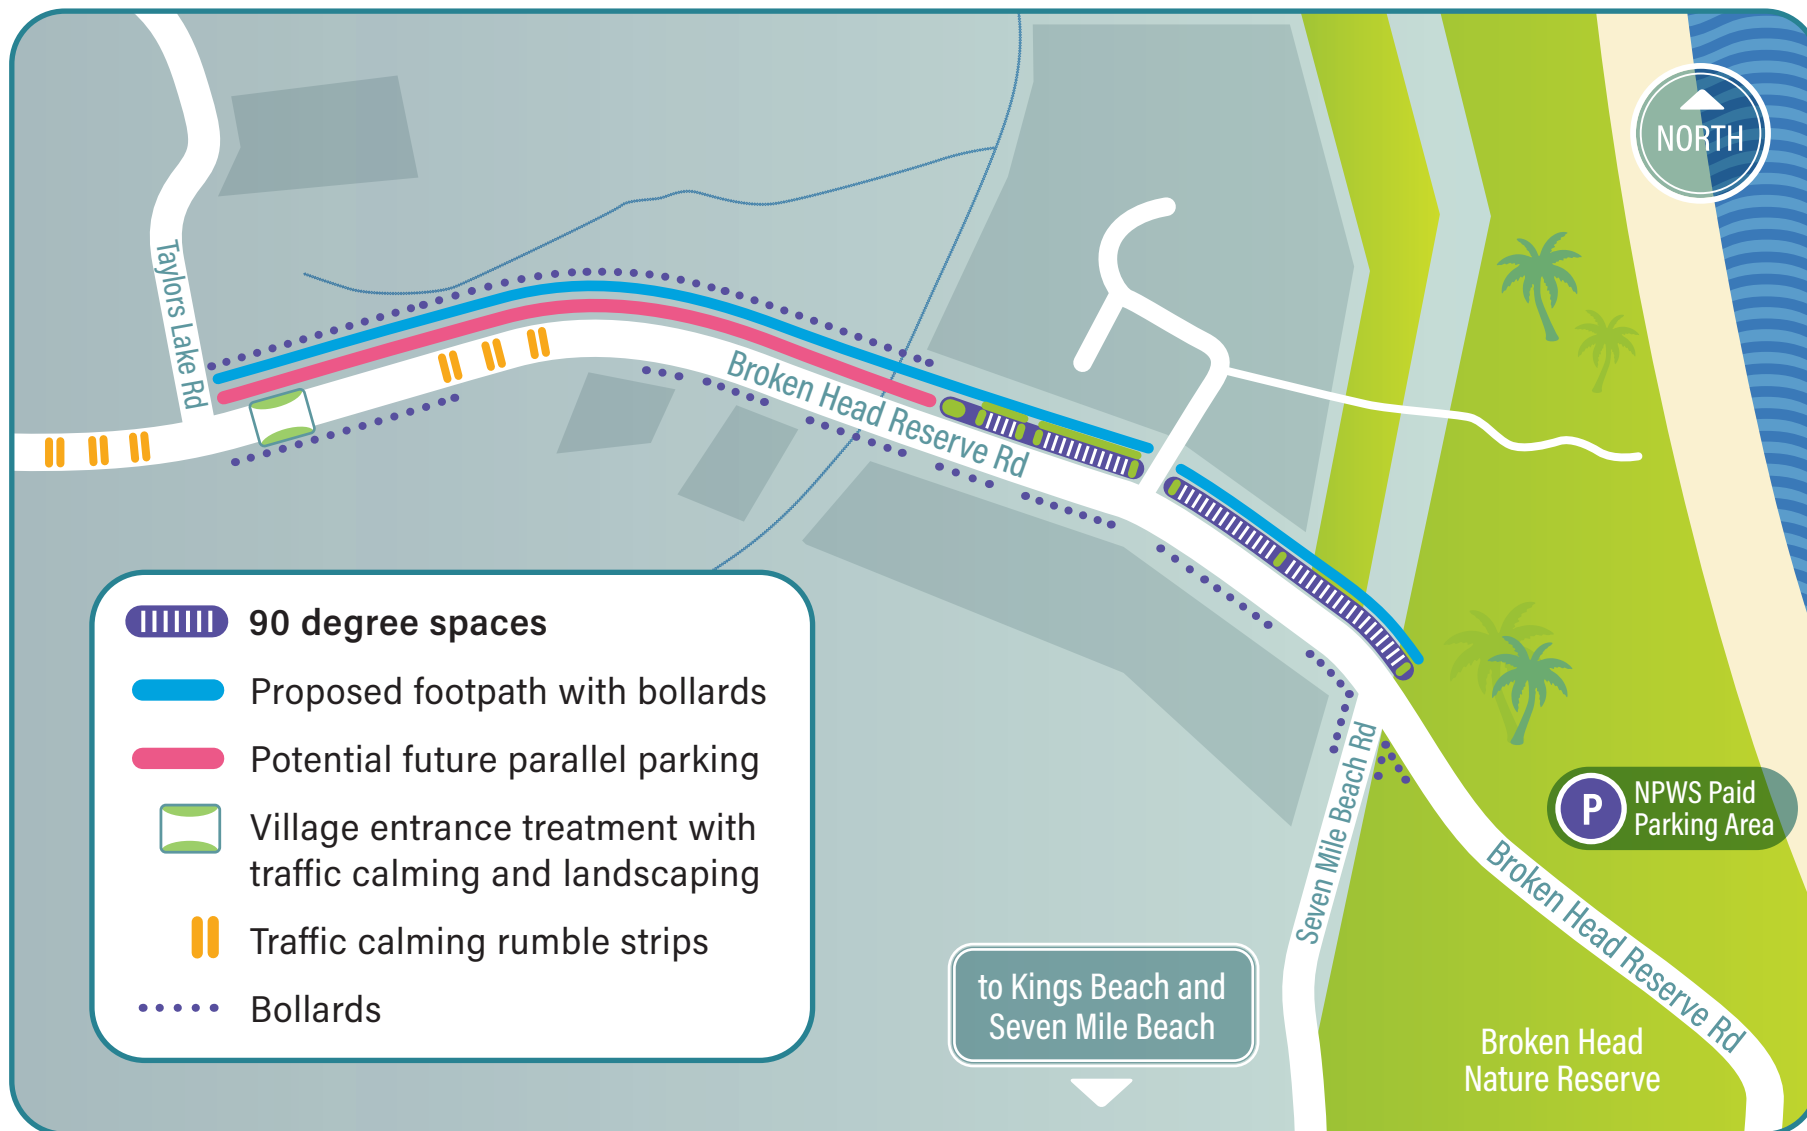 NORTH
Taylors Lake Rd
Broken Head Reserve Rd
90 degree spaces
Proposed footpath with bollards
Potential future parallel parking
Village entrance treatment with
traffic calming and landscaping
Traffic calming rumble strips
Bollards
Seven Mile Beach Rd
P
NPWS Paid
Parking Area
Broken Head Reserve Rd
to Kings Beach and
Seven Mile Beach
Broken Head
Nature Reserve